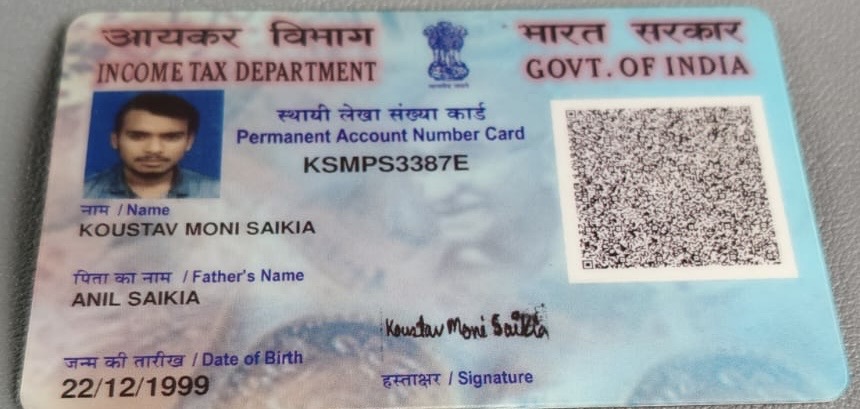 आयकर विभाग
INCOME TAX DEPARTMENT
भारत सरकार
GOVT. OF INDIA
स्थायी लेखा संख्या कार्ड
Permanent Account Number Card
KSMPS3387E
नाम / Name
KOUSTAV MONI SAIKIA
पिता का नाम / Father's Name
ANIL SAIKIA
जन्म की तारीख / Date of Birth
22/12/1999
Koustav Moni Saikia
हस्ताक्षर / Signature